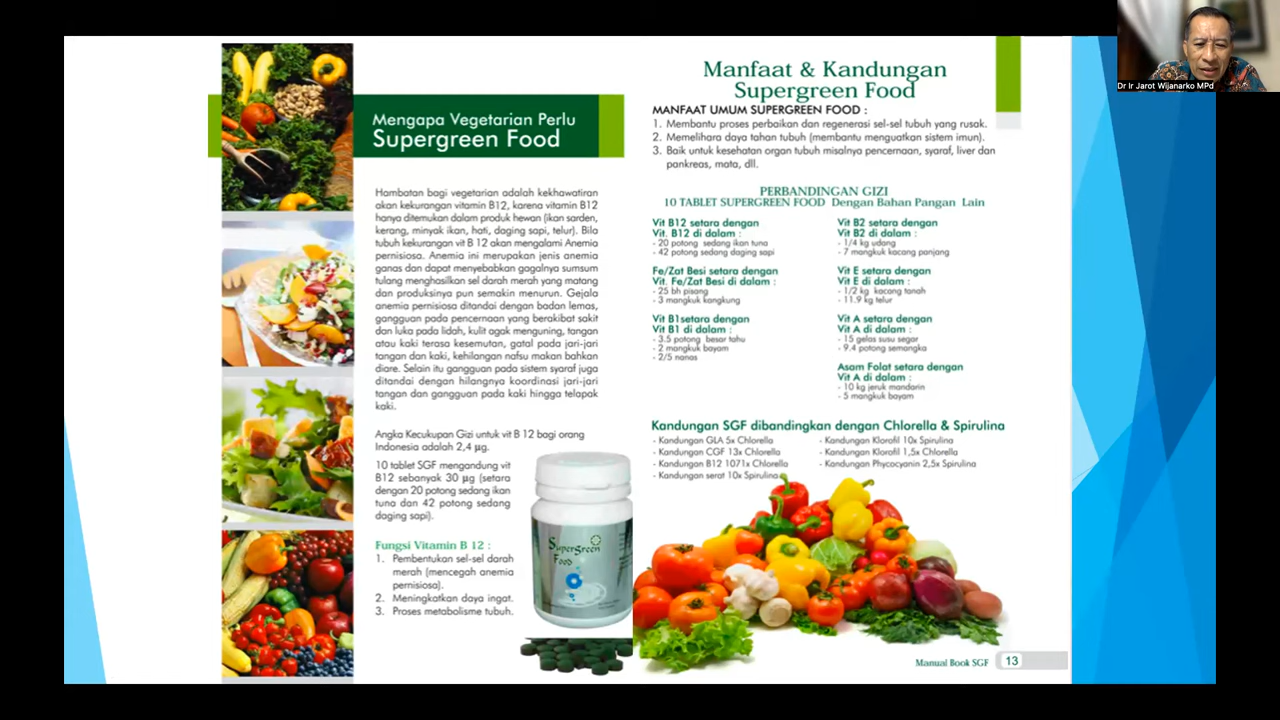 Dr Ir Jarot Wijanarko MPd
Mengapa Vegetarian Perlu
Supergreen Food
Hambatan bagi vegetarian adalah kekhawatiran
akan kekurangan vitamin B12, karena vitamin B12
hanya ditemukan dalam produk hewan (ikan sarden,
kerang, minyak ikan, hati, daging sapi, telur). Bila
tubuh kekurangan vit B 12 akan mengalami Anemia
pernisiosa. Anemia ini merupakan jenis anemia
ganas dan dapat menyebabkan gagalnya sumsum
tulang menghasilkan sel darah merah yang matang
dan produksinya pun semakin menurun. Gejala
anemia pernisiosa ditandai dengan badan lemas,
gangguan pada pencernaan yang berakibat sakit
dan luka pada lidah, kulit agak menguning, tangan
atau kaki terasa kesemutan, gatal pada jari-jari
tangan dan kaki, kehilangan nafsu makan bahkan
diare. Selain itu gangguan pada sistem syaraf juga
ditandai dengan hilangnya koordinasi jari-jari
tangan dan gangguan pada kaki hingga telapak
kaki.
Angka Kecukupan Gizi untuk vit B 12 bagi orang
Indonesia adalah 2,4 µg.
10 tablet SGF mengandung vit
B12 sebanyak 30 µg (setara
dengan 20 potong sedang ikan
tuna dan 42 potong sedang
daging sapi).
Fungsi Vitamin B 12 :
1. Pembentukan sel-sel darah
merah (mencegah anemia
pernisiosa).
2. Meningkatkan daya ingat.
3. Proses metabolisme tubuh.
SuperGreen
Food
Manfaat & Kandungan
Supergreen Food
MANFAAT UMUM SUPERGREEN FOOD :
1. Membantu proses perbaikan dan regenerasi sel-sel tubuh yang rusak.
2. Memelihara daya tahan tubuh (membantu menguatkan sistem imun).
3. Baik untuk kesehatan organ tubuh misalnya pencernaan, syaraf, liver dan
pankreas, mata, dll.
PERBANDINGAN GIZI
10 TABLET SUPERGREEN FOOD Dengan Bahan Pangan Lain
Vit B12 setara dengan
Vit. B12 di dalam :
- 20 potong sedang ikan tuna
- 42 potong sedang daging sapi
Fe/Zat Besi setara dengan
Vit. Fe/Zat Besi di dalam :
- 25 bh pisang
- 3 mangkuk kangkung
Vit B1setara dengan
Vit B1 di dalam :
- 3.5 potong besar tahu
- 2 mangkuk bayam
- 2/5 nanas
Vit B2 setara dengan
Vit B2 di dalam :
- 1/4 kg udang
- 7 mangkuk kacang panjang
Vit E setara dengan
Vit E di dalam :
- 1/2 kg kacang tanah
- 11.9 kg telur
Vit A setara dengan
Vit A di dalam :
- 15 gelas susu segar
- 9.4 potong semangka
Asam Folat setara dengan
Vit A di dalam :
- 10 kg jeruk mandarin
- 5 mangkuk bayam
Kandungan SGF dibandingkan dengan Chlorella & Spirulina
- Kandungan GLA 5x Chlorella
- Kandungan CGF 13x Chlorella
- Kandungan B12 1071x Chlorella
- Kandungan serat 10x Spirulina
- Kandungan Klorofil 10x Spirulina
- Kandungan Klorofil 1,5x Chlorella
- Kandungan Phycocyanin 2,5x Spirulina
Manual Book SGF 13